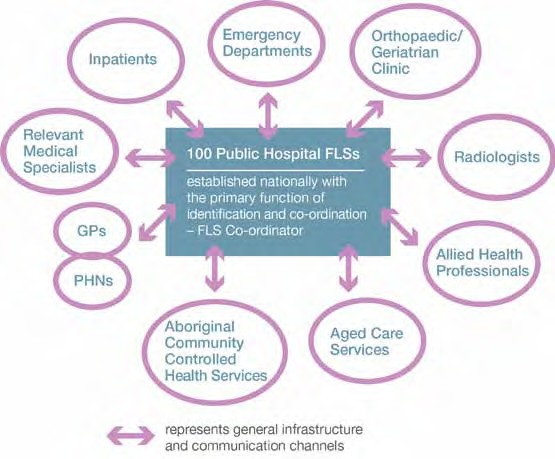 Emergency
Departments
Orthopaedic/
Geriatrian
Clinic
Inpatients
Relevant
Medical
Specialists
100 Public Hospital FLSs
established nationally with
the primary function of
identification and co-ordination
– FLS Co-ordinator
Radiologists
GPs
PHNs
Allied Health
Professionals
Aboriginal
Community
Controlled
Health Services
Aged Care
Services
represents general infrastructure
and communication channels